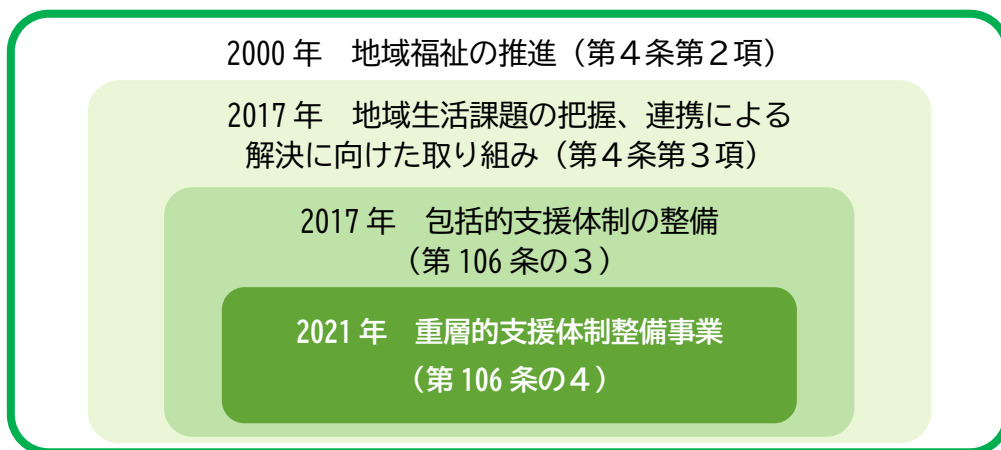 2000 年　地域福祉の推進（第４条第２項）
2017 年　地域生活課題の把握、連携による
解決に向けた取り組み（第４条第３項）
2017 年　包括的支援体制の整備
（第 106 条の３）
2021 年　重層的支援体制整備事業
（第 106 条の４）